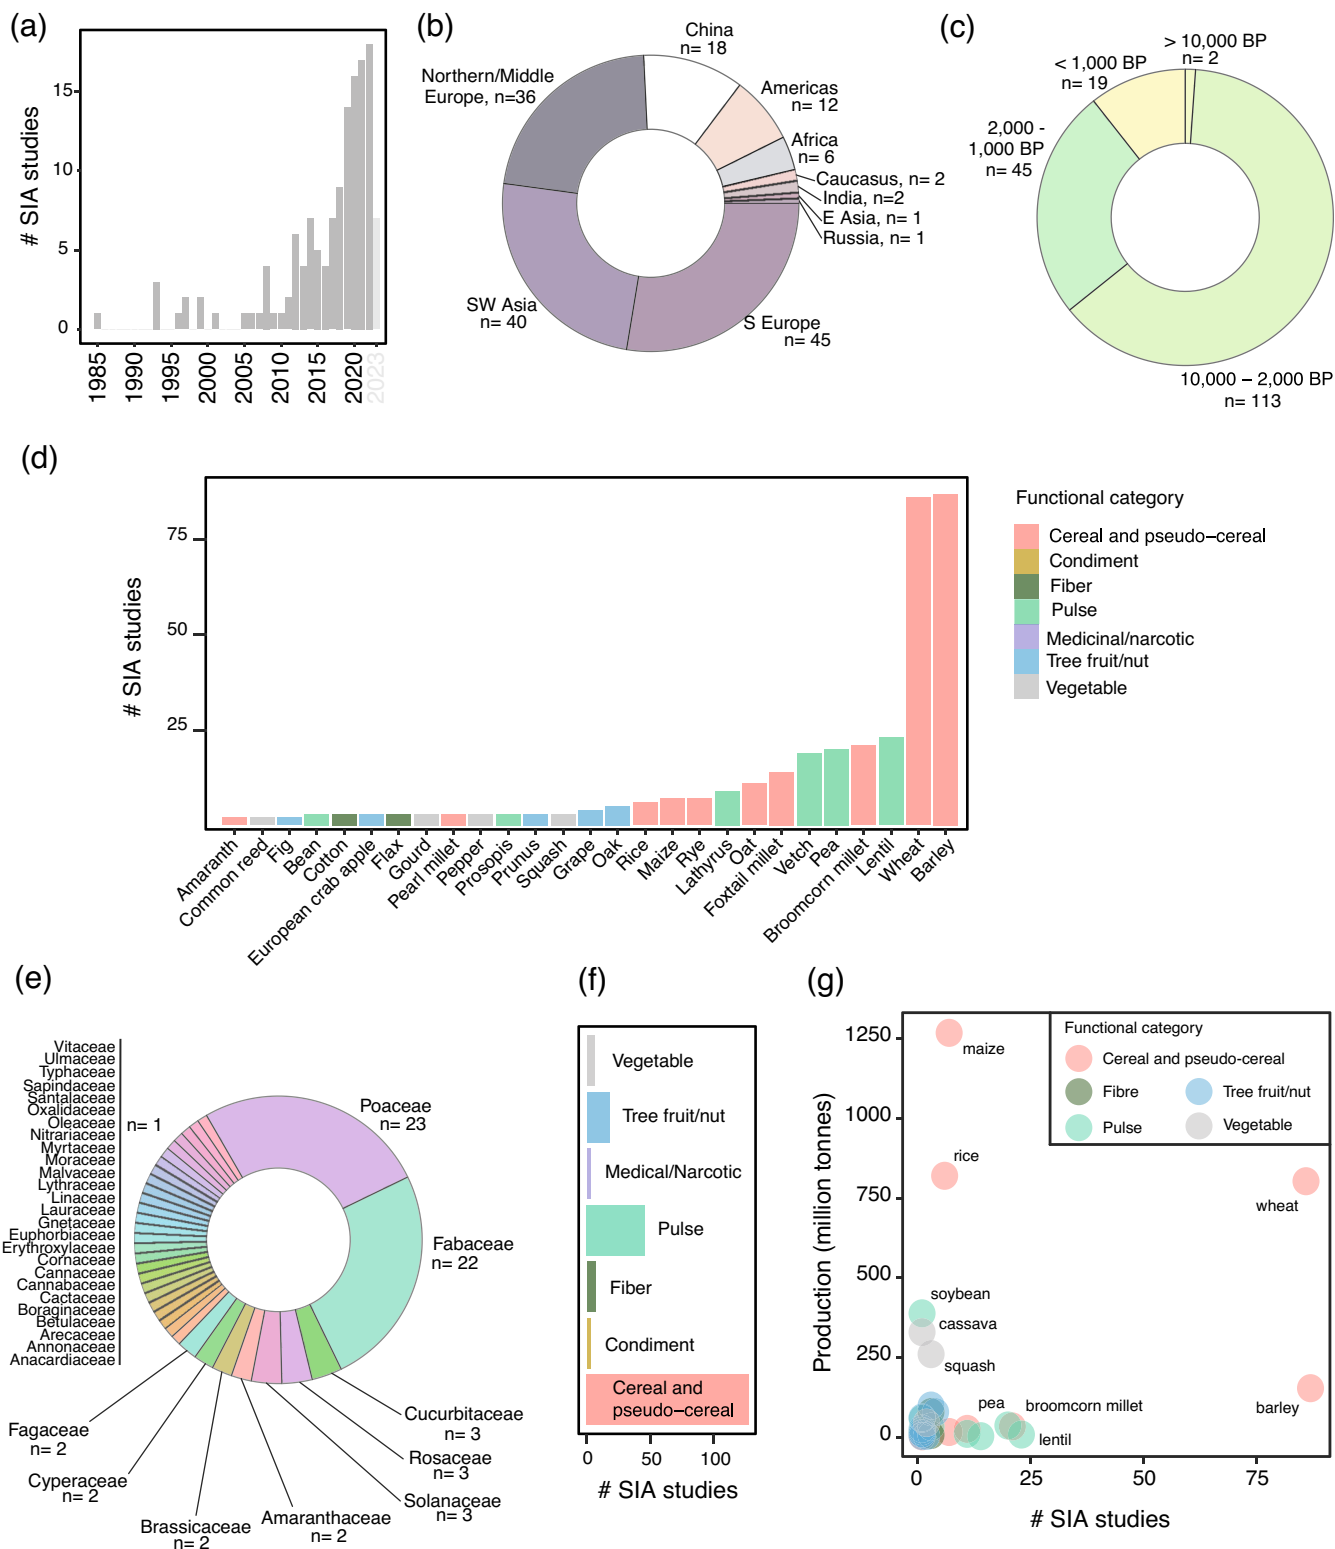 (a)
# SIA studies
15
10
5
0
1985
1990
1995
2000
2005
2010
2015
2020
2023
(b)
China
n= 18
Northern/Middle
Europe, n=36
Americas
n= 12
Africa
n= 6
Caucasus, n= 2
India, n=2
E Asia, n= 1
Russia, n= 1
SW Asia
n= 40
S Europe
n= 45
(c)
> 10,000 BP
n= 2
< 1,000 BP
n= 19
2,000 -
1,000 BP
n= 45
10,000 – 2,000 BP
n= 113
(d)
# SIA studies
75
50
25
Amaranth
Common reed
Fig
Bean
Cotton
European crab apple
Flax
Gourd
Pearl millet
Pepper
Prosopis
Prunus
Squash
Grape
Oak
Rice
Maize
Rye
Lathyrus
Oat
Foxtail millet
Vetch
Pea
Broomcorn millet
Lentil
Wheat
Barley
Functional category
Cereal and pseudo–cereal
Condiment
Fiber
Pulse
Medicinal/narcotic
Tree fruit/nut
Vegetable
(e)
Vitaceae
Ulmaceae
Typhaceae
Sapindaceae
Santalaceae
Oxalidaceae
Oleaceae
Nitrariaceae
Myrtaceae
Moraceae
Malvaceae
Lythraceae
Linaceae
Lauraceae
Gnetaceae
Euphorbiaceae
Erythroxylaceae
Cornaceae
Cannaceae
Cannabaceae
Cactaceae
Boraginaceae
Betulaceae
Arecaceae
Annonaceae
Anacardiaceae
n= 1
Poaceae
n= 23
Fabaceae
n= 22
Cucurbitaceae
n= 3
Rosaceae
n= 3
Solanaceae
n= 3
Amaranthaceae
n= 2
Brassicaceae
n= 2
Cyperaceae
n= 2
Fagaceae
n= 2
(f)
Vegetable
Tree fruit/nut
Medical/Narcotic
Pulse
Fiber
Condiment
Cereal and
pseudo–cereal
0
50
100
# SIA studies
(g)
Production (million tonnes)
1250
1000
750
500
250
0
Functional category
Cereal and pseudo-cereal
Fibre
Tree fruit/nut
Pulse
Vegetable
maize
rice
wheat
soybean
cassava
squash
pea
broomcorn millet
barley
lentil
0
25
50
75
# SIA studies